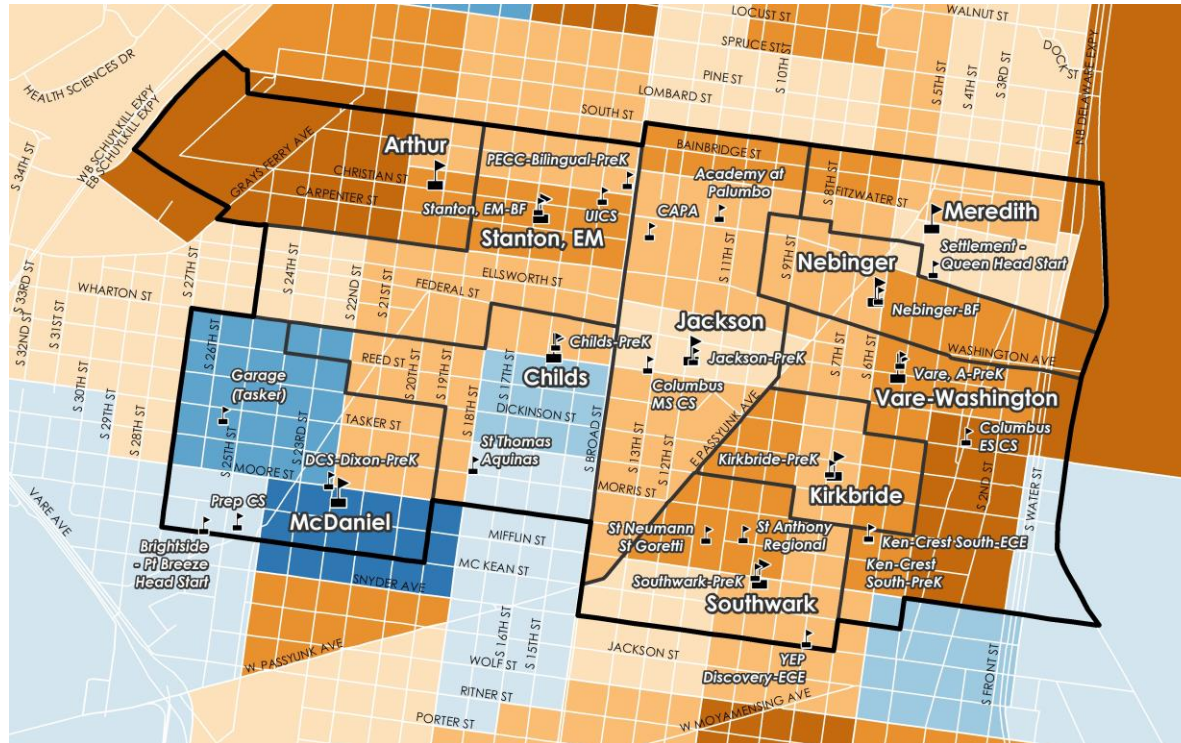 LOCUST ST
WALNUT ST
SPRUCE ST
S 10TH ST
DOCK ST
PINE ST
S 5TH ST
S 4TH ST
S 3RD ST
NB DELAWARE EXPY
HEALTH SCIENCES DR
LOMBARD ST
WB SCHUYLKILL EXPY
EB SCHUYLKILL EXPY
SOUTH ST
S 34TH ST
GRAYS FERRY AVE
Arthur
PECC-Bilingual-PreK
BAINBRIDGE ST
S 8TH ST
FITZWATER ST
CHRISTIAN ST
CARPENTER ST
Academy at
Palumbo
Stanton, EM-BF
UICS
CAPA
Meredith
Stanton, EM
Settlement -
Queen Head Start
S 11TH ST
S 9TH ST
Nebinger
Nebinger-BF
S 33RD ST
S 27TH ST
S 24TH ST
ELLSWORTH ST
FEDERAL ST
S 22ND ST
S 21ST ST
WHARTON ST
S 32ND ST
S 31ST ST
Jackson
Jackson-PreK
S 26TH ST
REED ST
Childs-PreK
Childs
S 7TH ST
S 6TH ST
WASHINGTON AVE
Vare, A-PreK
Vare-Washington
S 30TH ST
S 29TH ST
S 28TH ST
Garage
(Tasker)
S 20TH ST
S 19TH ST
S 17TH ST
Columbus
MS CS
DICKINSON ST
E PASSYUNK AVE
S 25TH ST
S 23RD ST
TASKER ST
S 18TH ST
S BROAD ST
S 13TH ST
S 12TH ST
Columbus
ES CS
St Thomas
Aquinas
MOORE ST
DCS-Dixon-PreK
Kirkbride-PreK
Kirkbride
MORRIS ST
S 2ND ST
S WATER ST
VARE AVE
Prep CS
McDaniel
MIFFLIN ST
St Neumann
St Goretti
St Anthony
Regional
Ken-Crest South-ECE
Brightside
- Pt Breeze
Head Start
MC KEAN ST
SNYDER AVE
Southwark-PreK
Southwark
Ken-Crest
South-PreK
S 16TH ST
S 15TH ST
W PASSYUNK AVE
WOLF ST
JACKSON ST
YEP
Discovery-ECE
S FRONT ST
RITNER ST
PORTER ST
W MOYAMENSING AVE